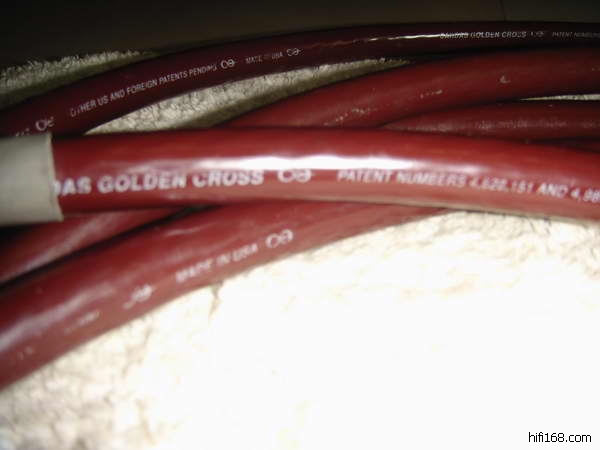 CARDAS GOLDEN CROSS PATENT NUMBERS
OTHER US AND FOREIGN PATENTS PENDING MADE IN USA
DAS GOLDEN CROSS PATENT NUMBERS 4,628,151 AND 4,98
MADE IN USA
hifi168.com